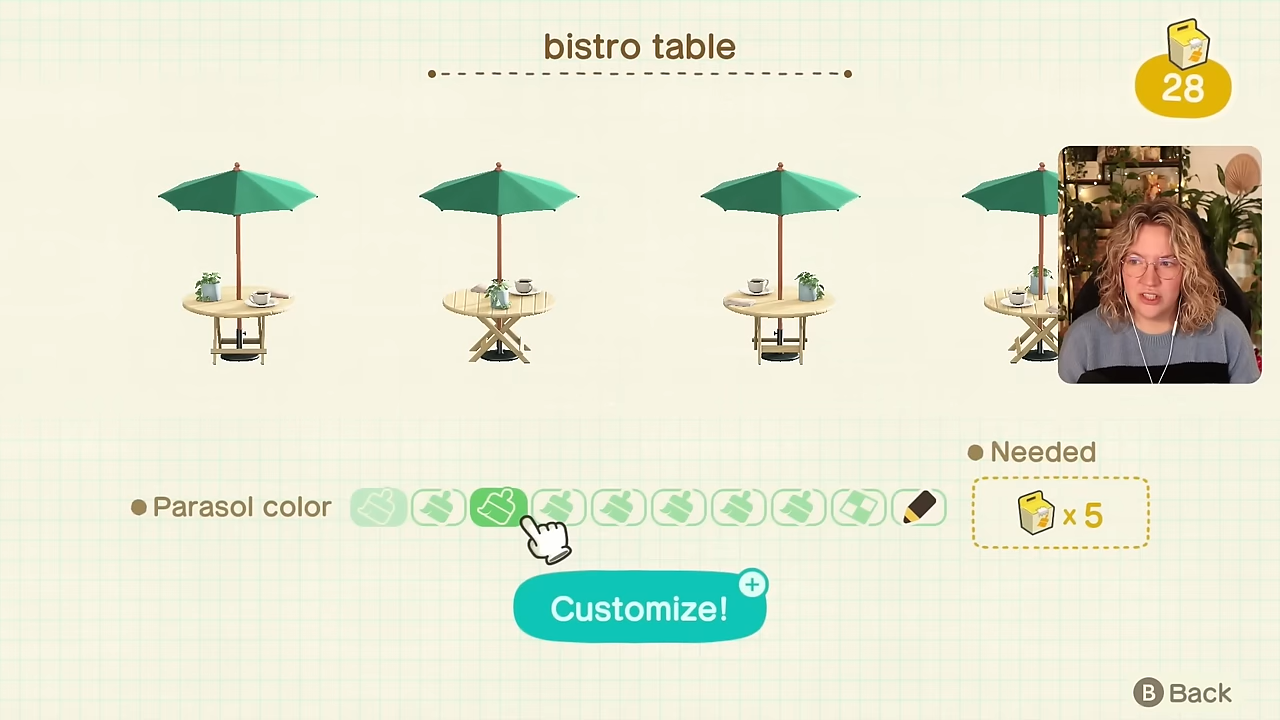 bistro table
28
Needed
Parasol color
x 5
Customize!
B Back